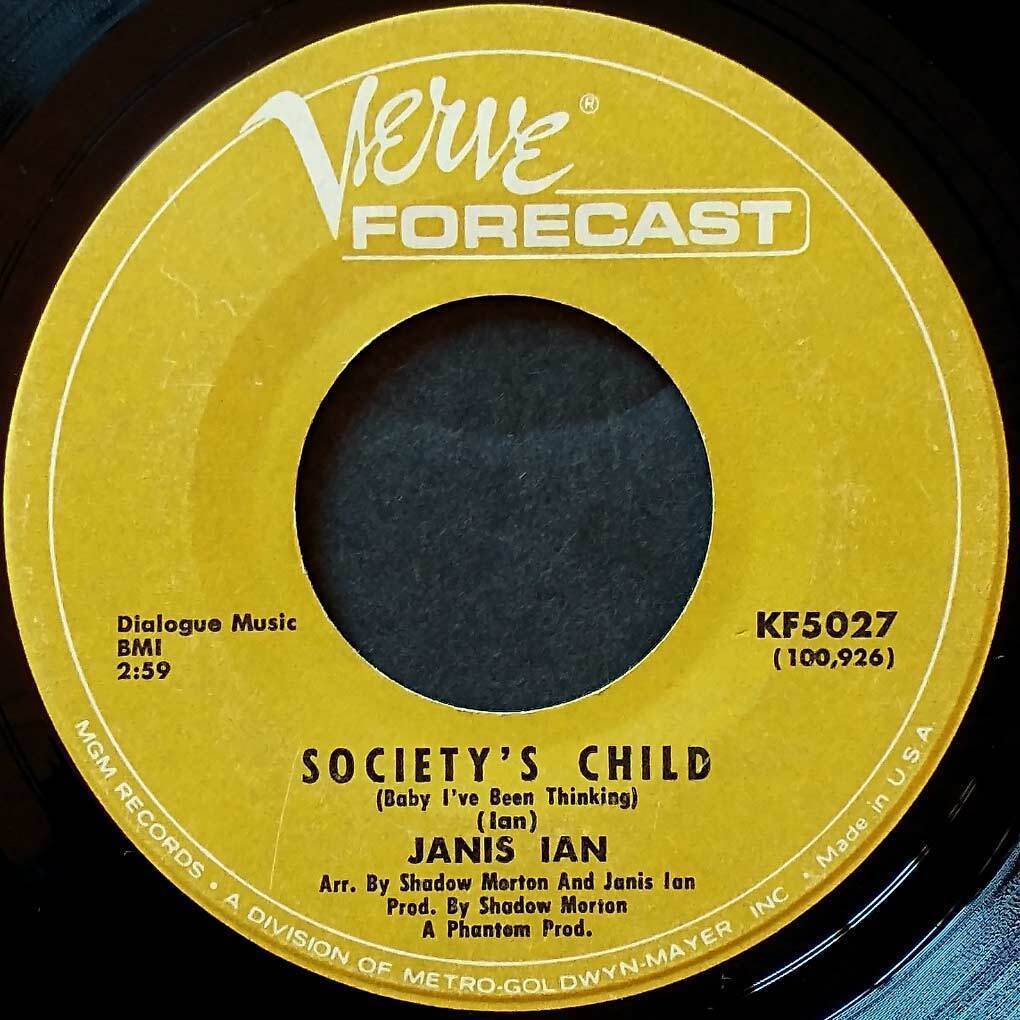 Verve ®
FORECAST
Dialogue Music
BMI
2:59
KF5027
(100,926)
SOCIETY'S CHILD
(Baby I've Been Thinking)
(Ian)
JANIS IAN
Arr. By Shadow Morton And Janis Ian
Prod. By Shadow Morton
A Phantom Prod.
MGM RECORDS • A DIVISION OF METRO-GOLDWYN-MAYER INC • Made in U.S.A.